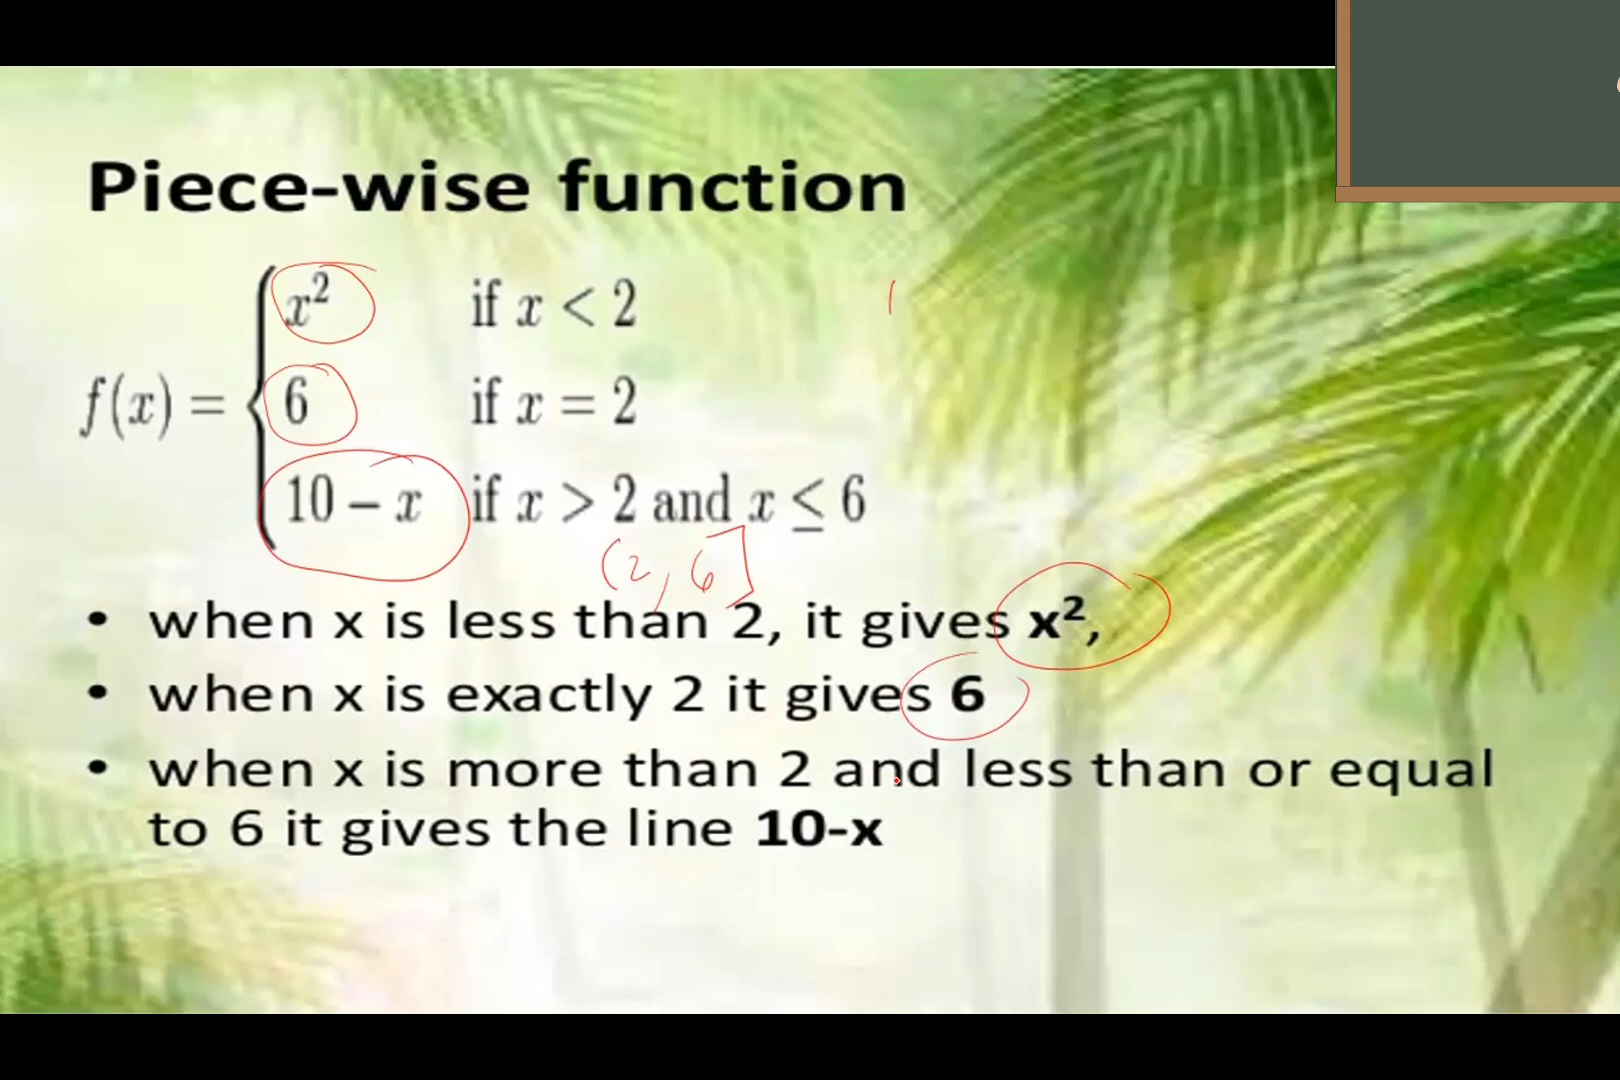 Piece-wise function
x² if x < 2
f(x) = { 6 if x = 2
10 − x if x > 2 and x ≤ 6
(2, 6]
• when x is less than 2, it gives x²,
• when x is exactly 2 it gives 6
• when x is more than 2 and less than or equal
to 6 it gives the line 10-x